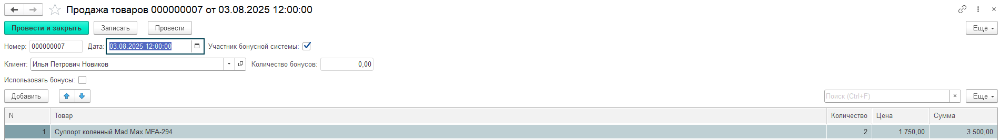 Продажа товаров 000000007 от 03.08.2025 12:00:00
Провести и закрыть Записать Провести Еще
Номер: 000000007 Дата: 03.08.2025 12:00:00 Участник бонусной системы:
Клиент: Илья Петрович Новиков Количество бонусов: 0,00
Использовать бонусы:
Добавить Поиск (Ctrl+F) × Еще
N Товар Количество Цена Сумма
1 Суппорт коленный Mad Max MFA-294 2 1 750,00 3 500,00